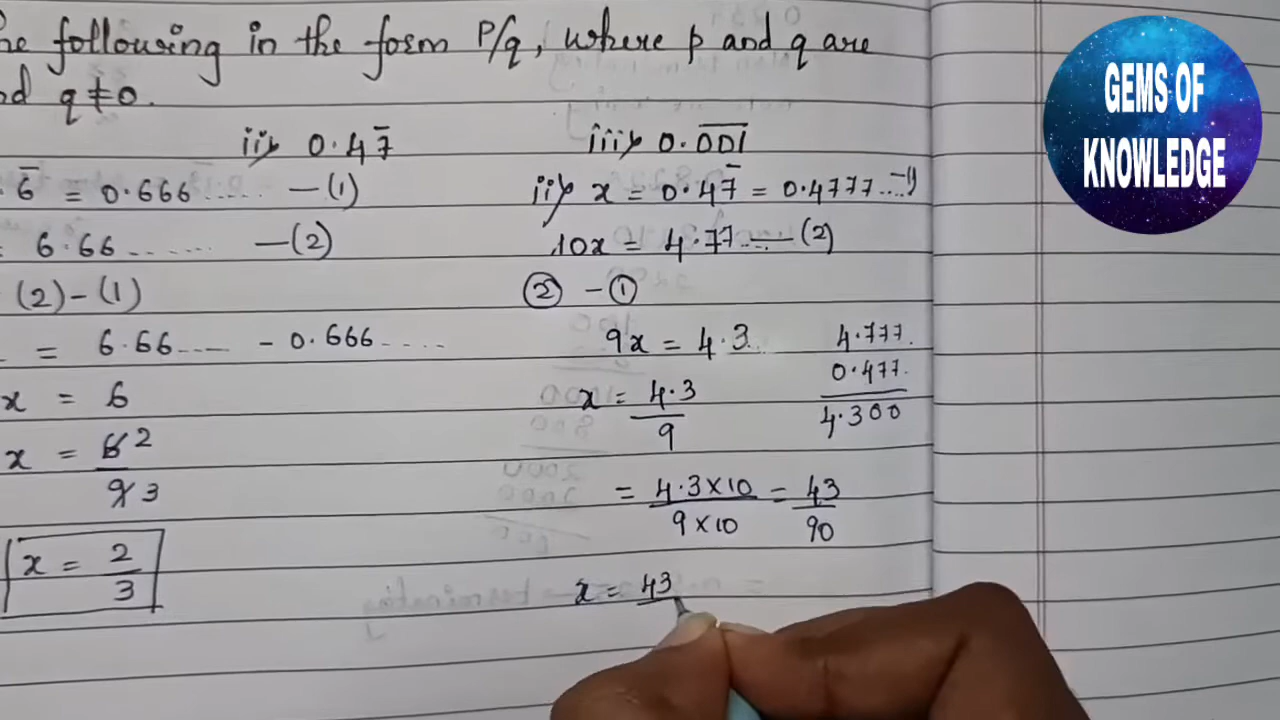 he following in the form P/q, where p and q are
nd q ≠ 0.
ii) 0.47̄
iii) 0.0̅0̅1̅
.6̄ = 0.666..... —(1)
= 6.66....... —(2)
(2)-(1)
= 6.66.... - 0.666....
x = 6
x = 6 2
9 3
x = 2
3
ii) x = 0.47̄ = 0.4777....—1)
10x = 4.77...—(2)
② - ①
9x = 4.3..
x = 4.3
9
4.777.
0.477.
4.300
= 4.3×10 = 43
9×10 90
x = 43
GEMS OF
KNOWLEDGE